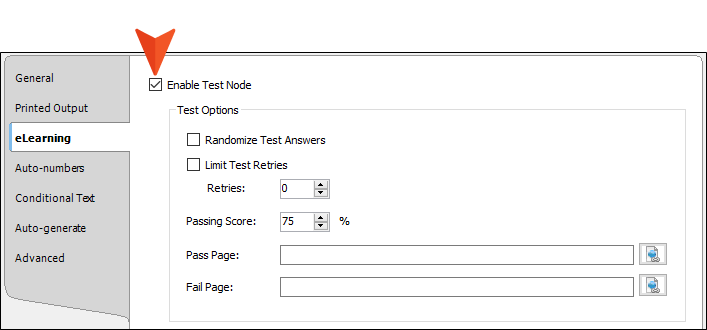 General
Printed Output
eLearning
Auto-numbers
Conditional Text
Auto-generate
Advanced
Enable Test Node
Test Options
Randomize Test Answers
Limit Test Retries
Retries: 0
Passing Score: 75 %
Pass Page:
Fail Page: